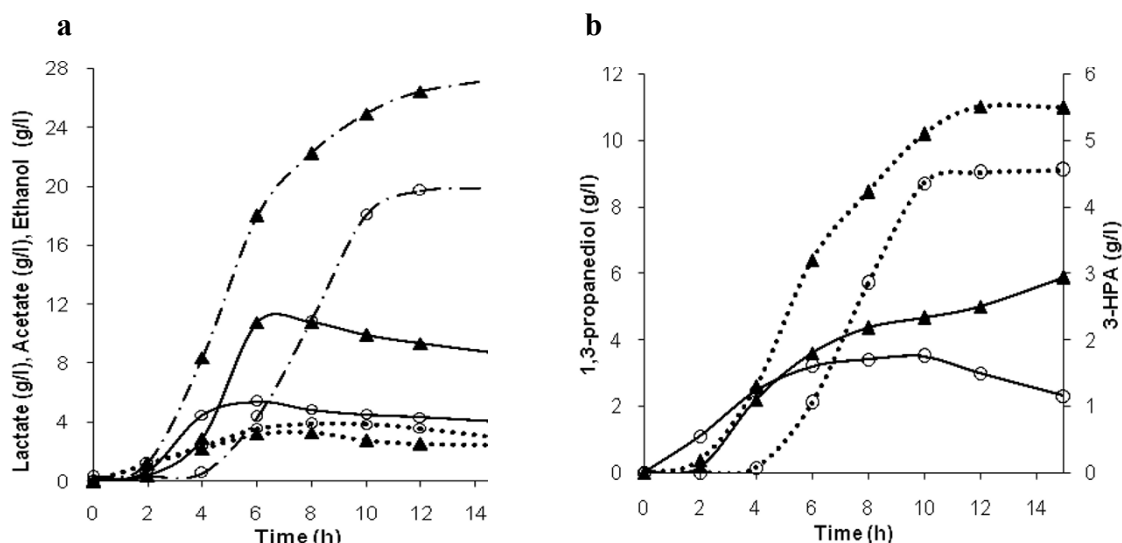 a
Lactate (g/l), Acetate (g/l), Ethanol (g/l)
28
24
20
16
12
8
4
0
0 2 4 6 8 10 12 14
Time (h)
b
1,3-propanediol (g/l)
12
10
8
6
4
2
0
0 2 4 6 8 10 12 14
Time (h)
6
5
4
3
2
1
0
3-HPA (g/l)